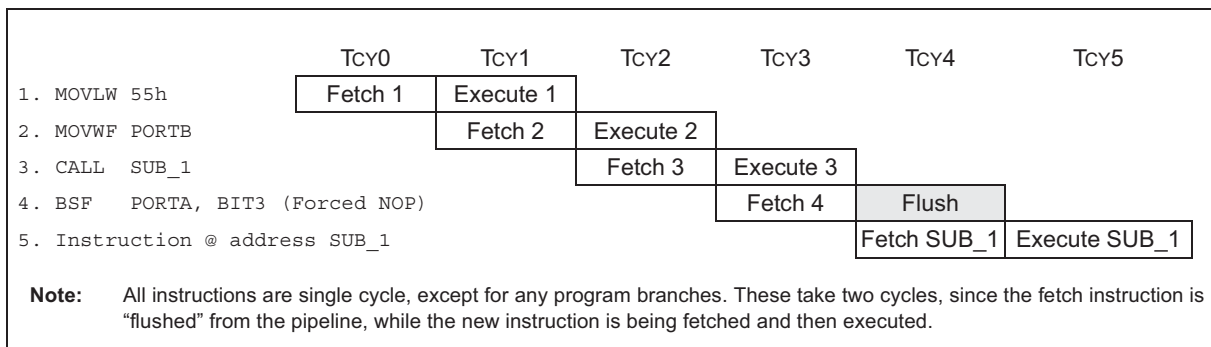 TCY0 TCY1 TCY2 TCY3 TCY4 TCY5
1. MOVLW 55h Fetch 1 Execute 1
2. MOVWF PORTB Fetch 2 Execute 2
3. CALL SUB_1 Fetch 3 Execute 3
4. BSF PORTA, BIT3 (Forced NOP) Fetch 4 Flush
5. Instruction @ address SUB_1 Fetch SUB_1 Execute SUB_1
Note: All instructions are single cycle, except for any program branches. These take two cycles, since the fetch instruction is
“flushed” from the pipeline, while the new instruction is being fetched and then executed.